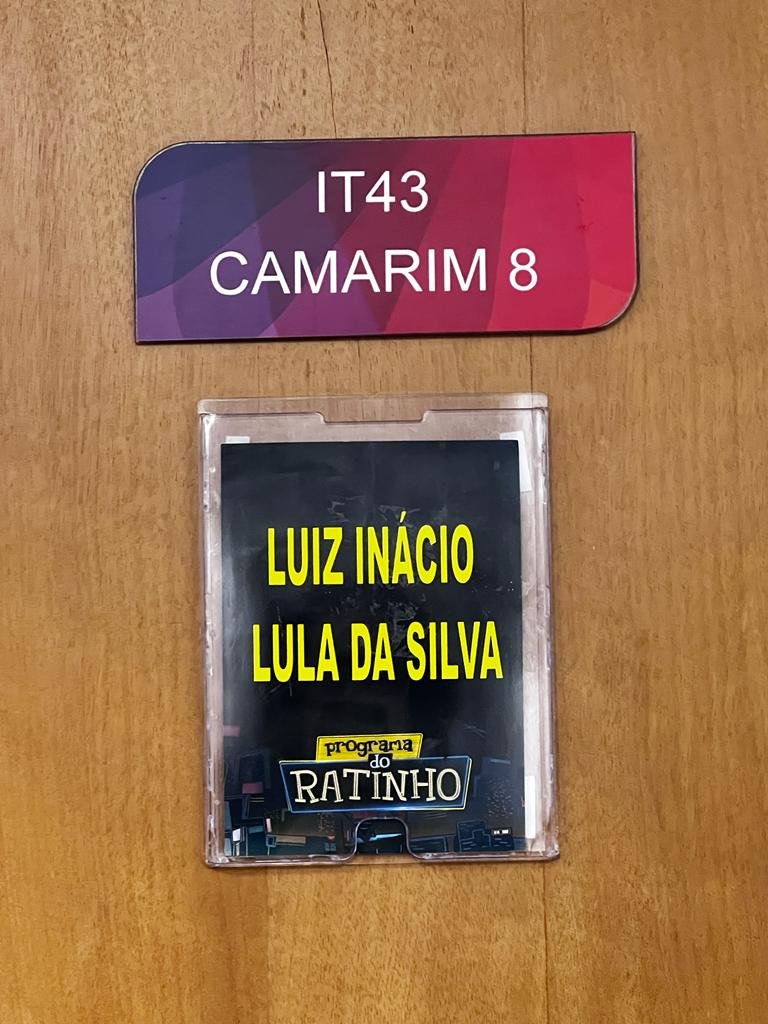 IT43
CAMARIM 8
LUIZ INÁCIO
LULA DA SILVA
programa
do
RATINHO